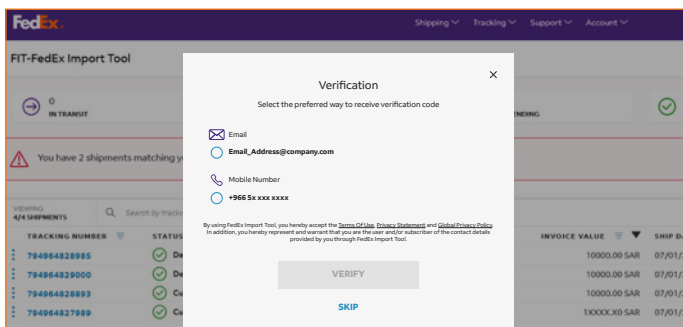 FedEx
Shipping Tracking Support Account
FIT-FedEx Import Tool
0
IN TRANSIT
You have 2 shipments matching
VIEWING
4/4 SHIPMENTS
Search by
TRACKING NUMBER STATUS INVOICE VALUE SHIP
794964828985 10000.00 SAR 07/01/
794964829000 10000.00 SAR 07/01/
794964828893 10000.00 SAR 07/01/
794964827989 1XXXX.X0 SAR 07/01/
Verification
Select the preferred way to receive verification code
Email
Email_Address@company.com
Mobile Number
+966 5x xxx xxxx
By using FedEx Import Tool, you hereby accept the Terms Of Use, Privacy Statement and Global Privacy Policy.
In addition, you hereby represent and warrant that you are the user and/or subscriber of the contact details
provided by you through FedEx Import Tool.
VERIFY
SKIP